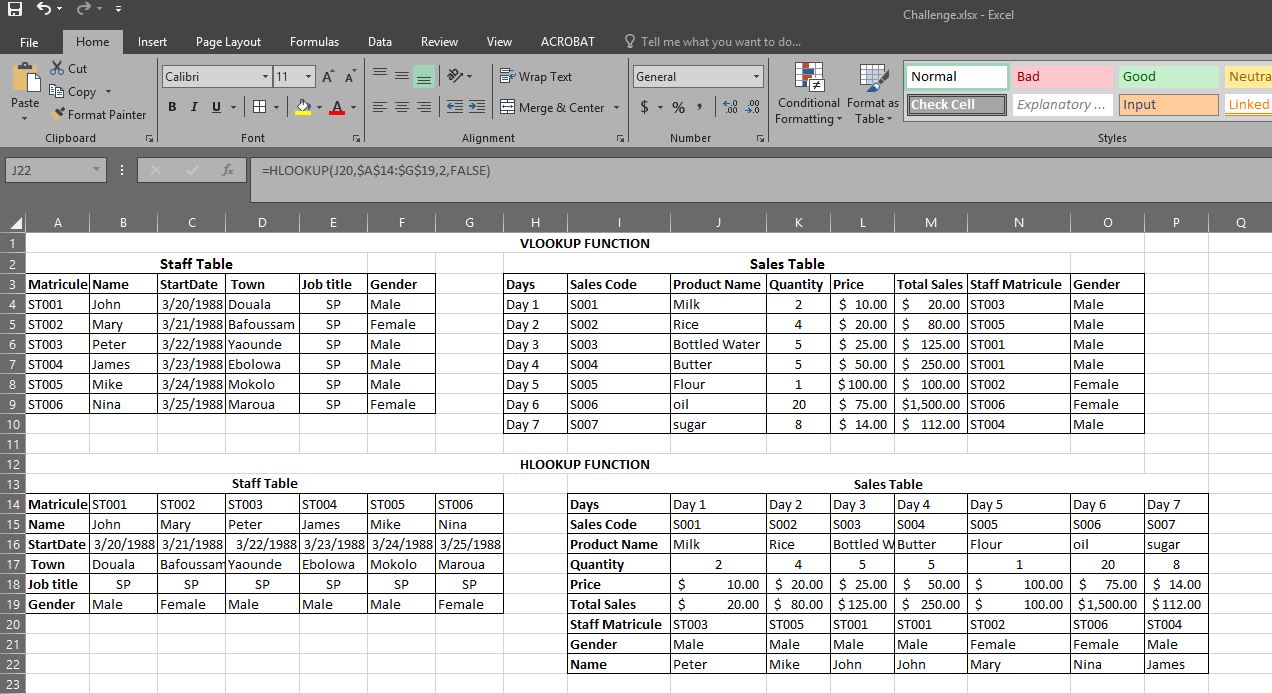 Challenge.xlsx - Excel
File Home Insert Page Layout Formulas Data Review View ACROBAT Tell me what you want to do...
Cut Calibri 11 A A Wrap Text General Normal Bad Good Neutra
Paste Copy B I U A Merge & Center $ % , .0 .00 Conditional Format as Check Cell Explanatory ... Input Linked
Format Painter Formatting Table
Clipboard Font Alignment Number Styles
J22 fx =HLOOKUP(J20,$A$14:$G$19,2,FALSE)
A B C D E F G H I J K L M N O P Q
1 VLOOKUP FUNCTION
2 Staff Table Sales Table
3 Matricule Name StartDate Town Job title Gender Days Sales Code Product Name Quantity Price Total Sales Staff Matricule Gender
4 ST001 John 3/20/1988 Douala SP Male Day 1 S001 Milk 2 $ 10.00 $ 20.00 ST003 Male
5 ST002 Mary 3/21/1988 Bafoussam SP Female Day 2 S002 Rice 4 $ 20.00 $ 80.00 ST005 Male
6 ST003 Peter 3/22/1988 Yaounde SP Male Day 3 S003 Bottled Water 5 $ 25.00 $ 125.00 ST001 Male
7 ST004 James 3/23/1988 Ebolowa SP Male Day 4 S004 Butter 5 $ 50.00 $ 250.00 ST001 Male
8 ST005 Mike 3/24/1988 Mokolo SP Male Day 5 S005 Flour 1 $ 100.00 $ 100.00 ST002 Female
9 ST006 Nina 3/25/1988 Maroua SP Female Day 6 S006 oil 20 $ 75.00 $1,500.00 ST006 Female
10 Day 7 S007 sugar 8 $ 14.00 $ 112.00 ST004 Male
11
12 HLOOKUP FUNCTION
13 Staff Table Sales Table
14 Matricule ST001 ST002 ST003 ST004 ST005 ST006 Days Day 1 Day 2 Day 3 Day 4 Day 5 Day 6 Day 7
15 Name John Mary Peter James Mike Nina Sales Code S001 S002 S003 S004 S005 S006 S007
16 StartDate 3/20/1988 3/21/1988 3/22/1988 3/23/1988 3/24/1988 3/25/1988 Product Name Milk Rice Bottled W Butter Flour oil sugar
17 Town Douala Bafoussam Yaounde Ebolowa Mokolo Maroua Quantity 2 4 5 5 1 20 8
18 Job title SP SP SP SP SP SP Price $ 10.00 $ 20.00 $ 25.00 $ 50.00 $ 100.00 $ 75.00 $ 14.00
19 Gender Male Female Male Male Male Female Total Sales $ 20.00 $ 80.00 $ 125.00 $ 250.00 $ 100.00 $1,500.00 $ 112.00
20 Staff Matricule ST003 ST005 ST001 ST001 ST002 ST006 ST004
21 Gender Male Male Male Male Female Female Male
22 Name Peter Mike John John Mary Nina James
23